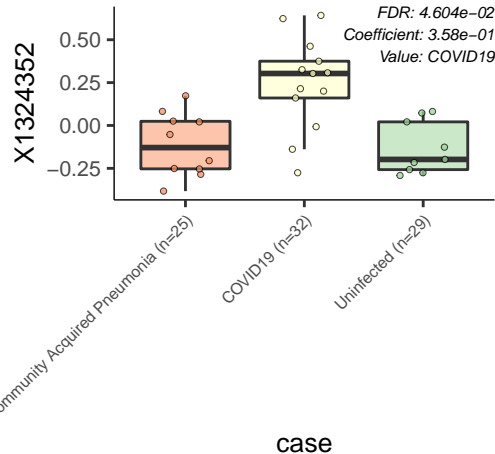 FDR: 4.604e-02
Coefficient: 3.58e-01
Value: COVID19
X1324352
0.50
0.25
0.00
−0.25
Acquired Pneumonia (n=25)
COVID19 (n=32)
Uninfected (n=29)
case